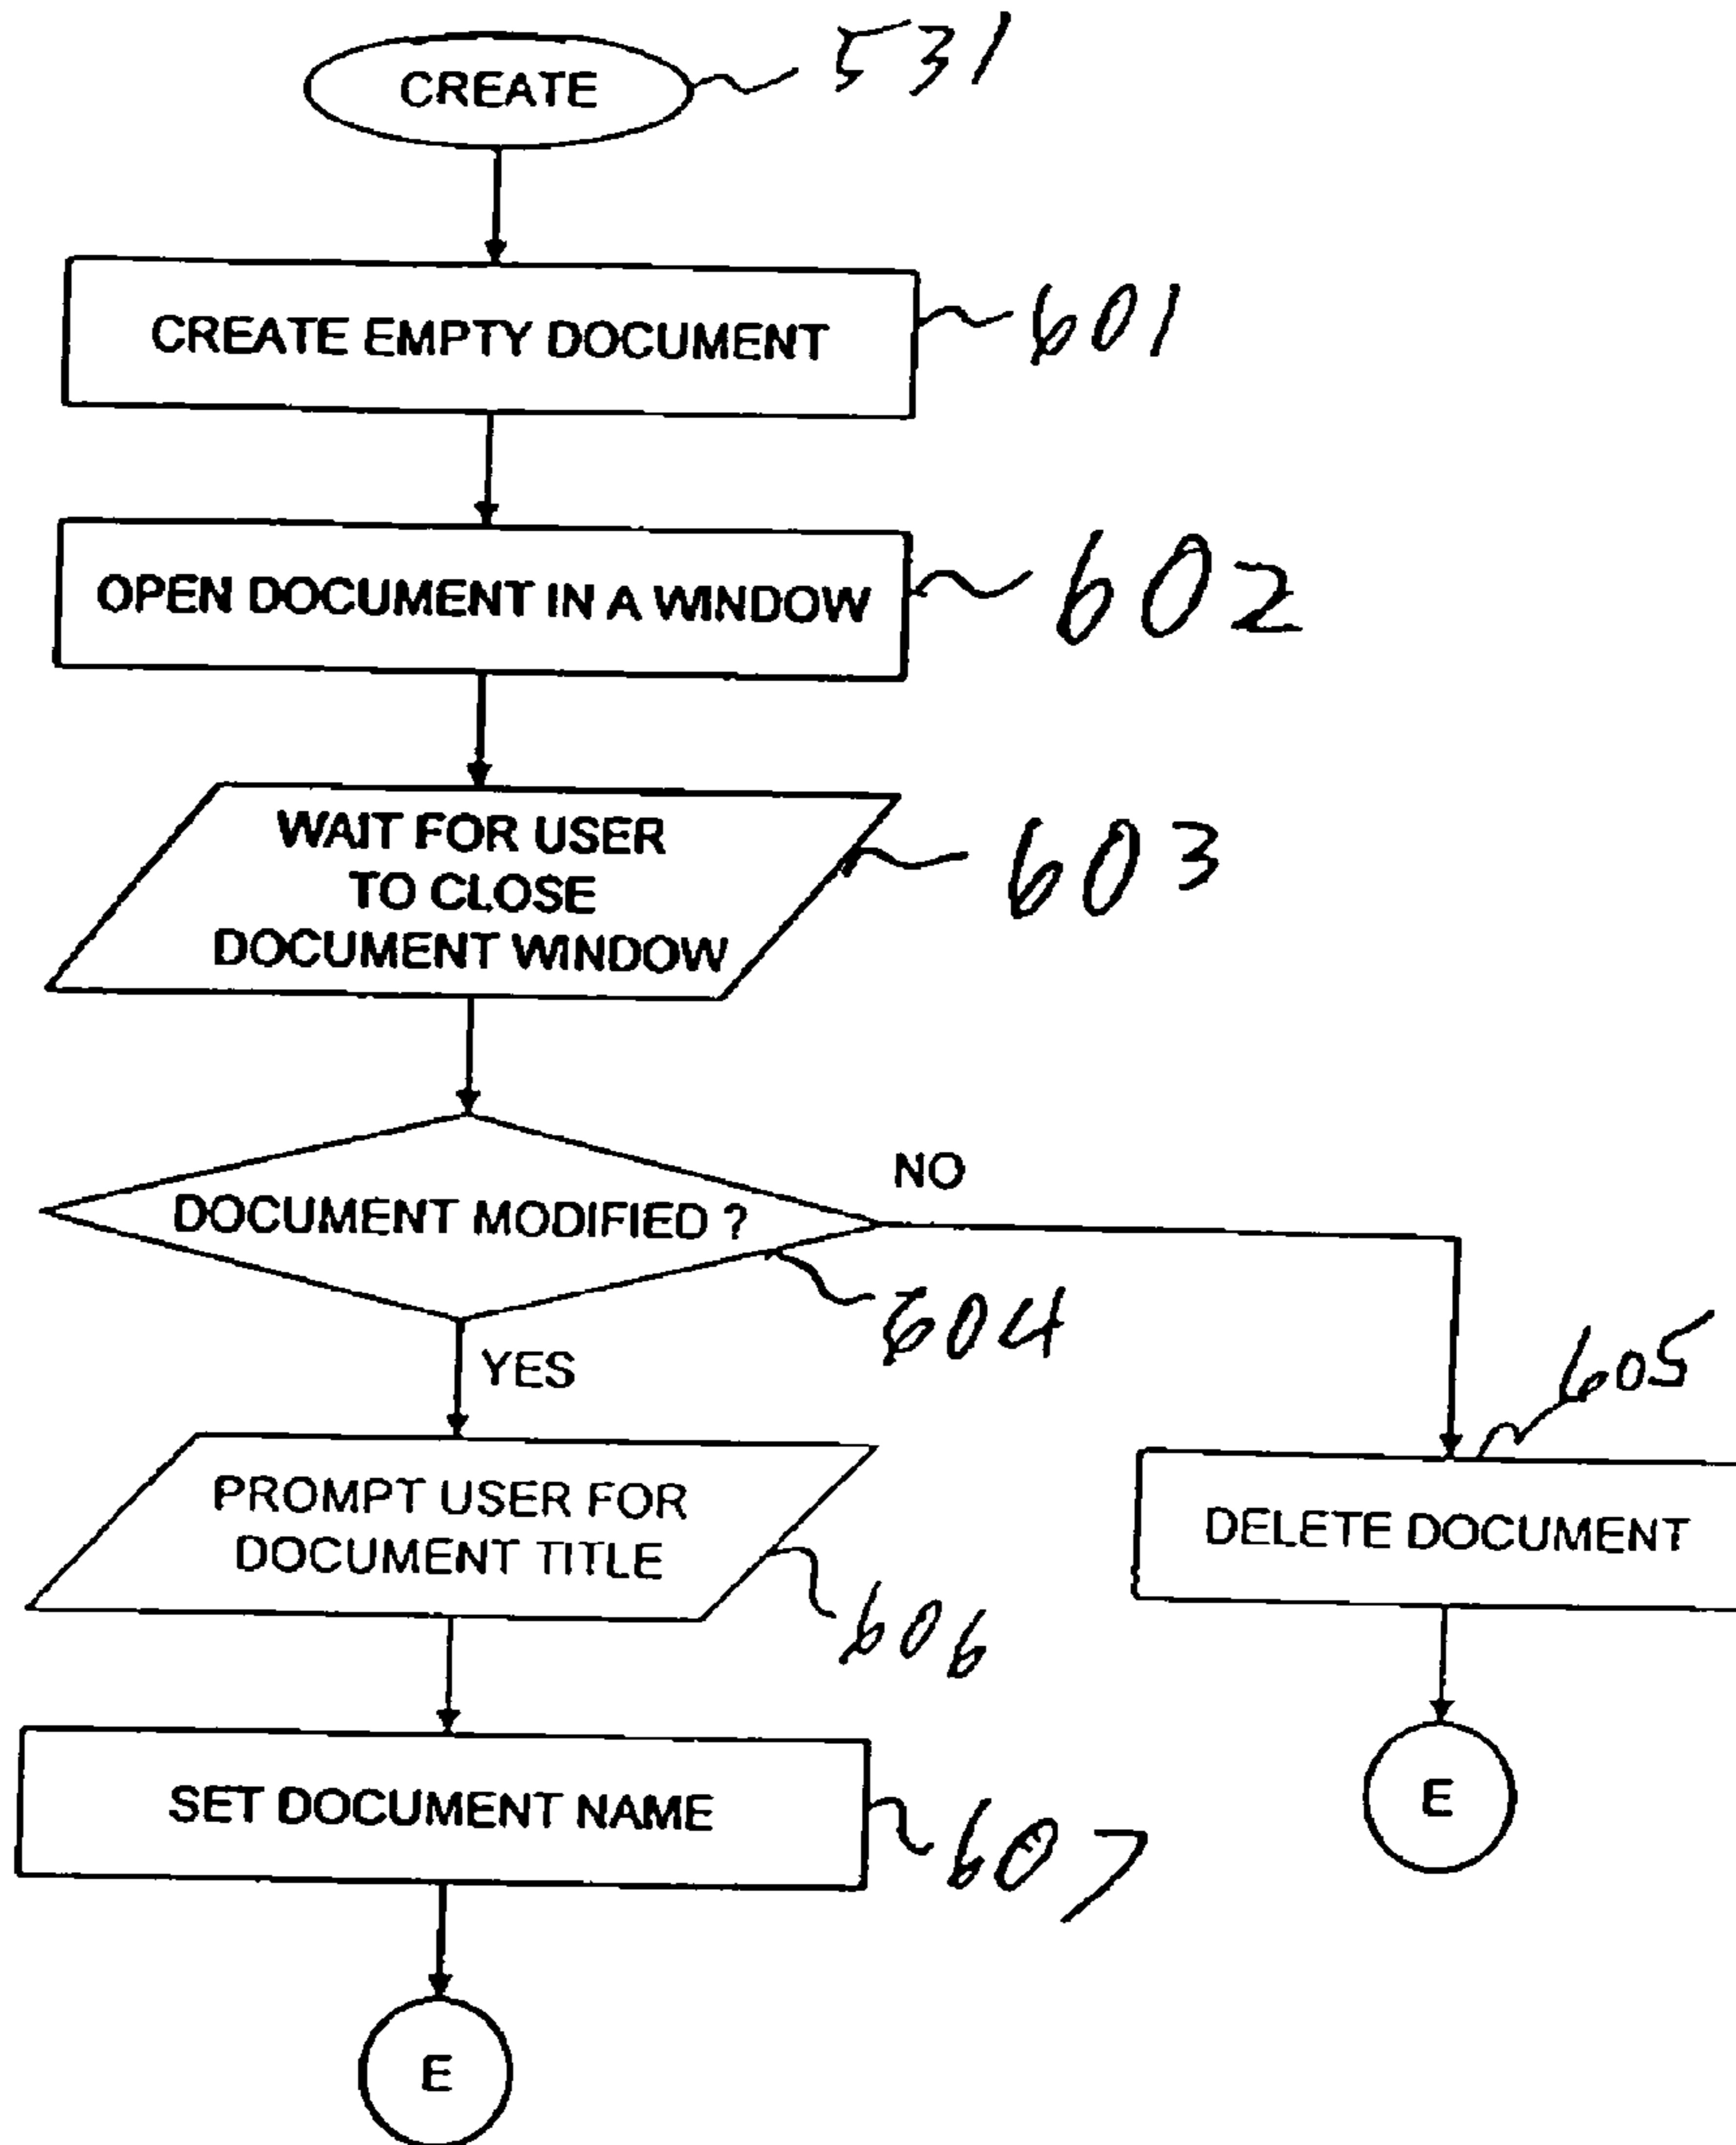 CREATE
531
CREATE EMPTY DOCUMENT
601
OPEN DOCUMENT IN A WINDOW
602
WAIT FOR USER
TO CLOSE
DOCUMENT WINDOW
603
DOCUMENT MODIFIED ?
NO
604
YES
605
PROMPT USER FOR
DOCUMENT TITLE
606
DELETE DOCUMENT
SET DOCUMENT NAME
607
E
E